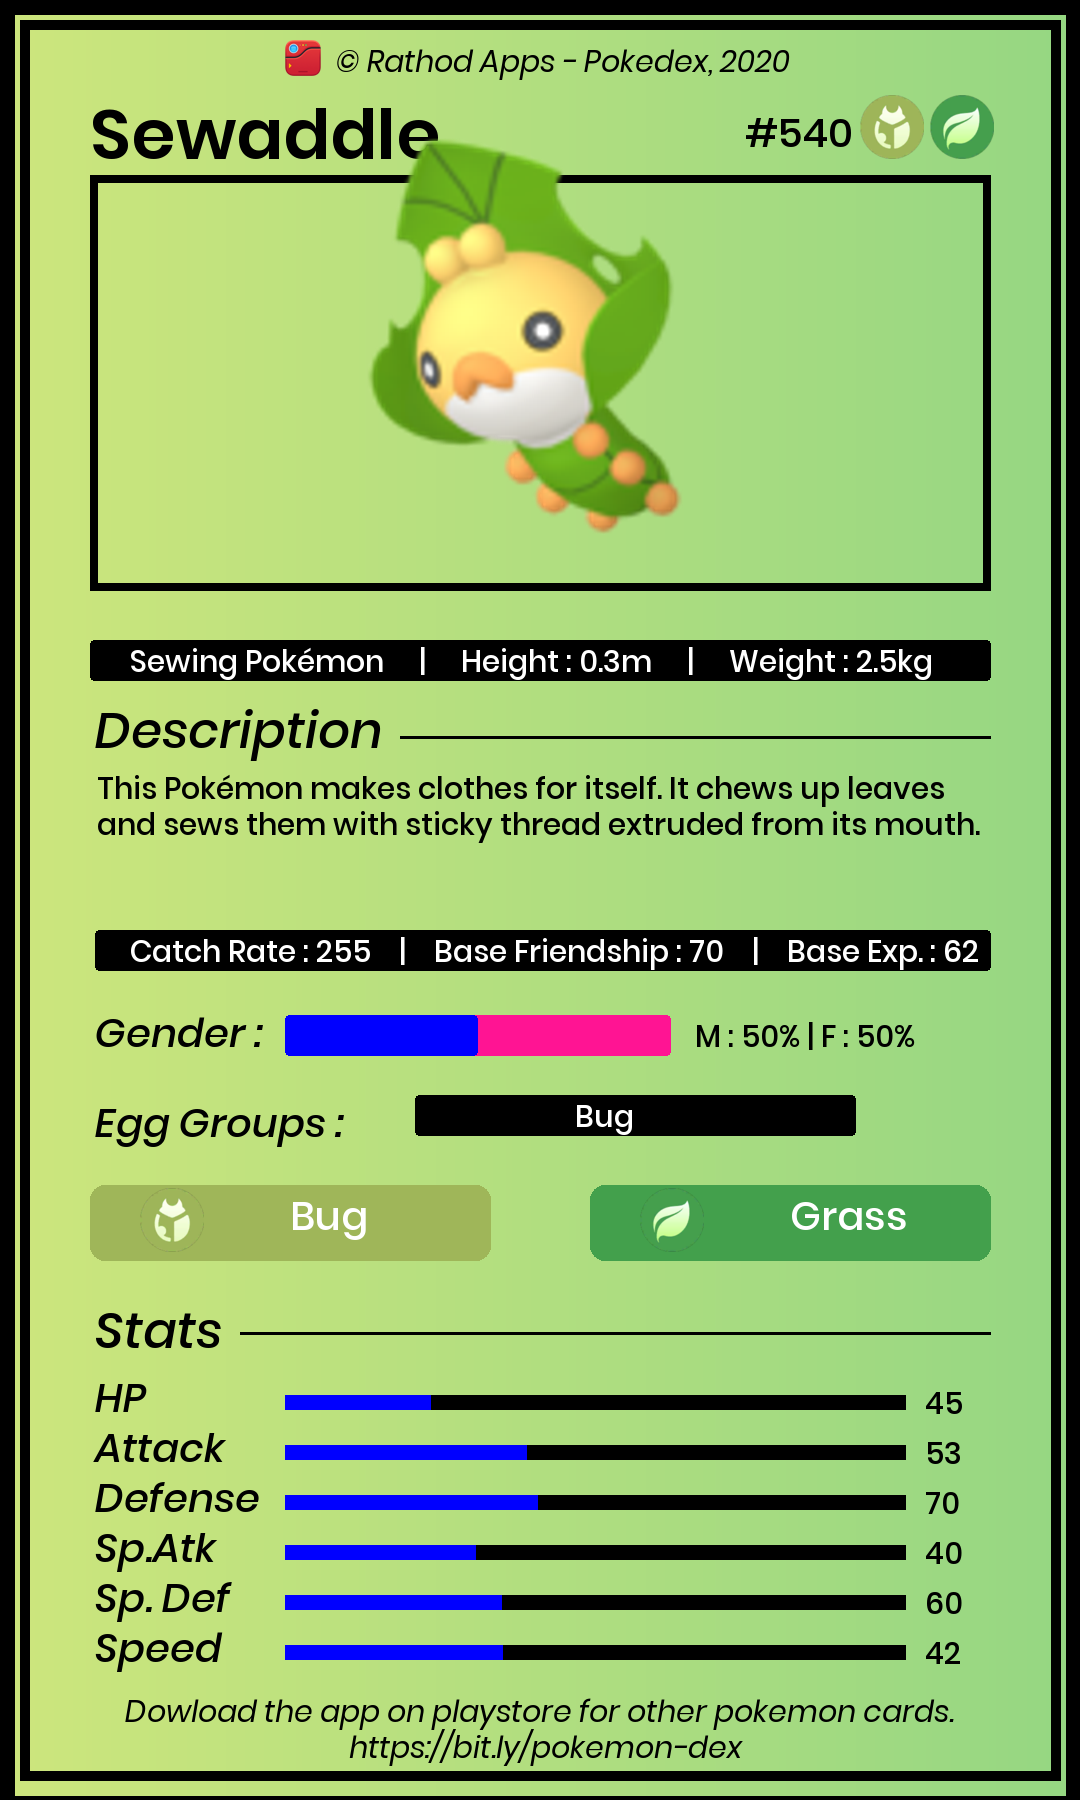 © Rathod Apps - Pokedex, 2020
Sewaddle
#540
Sewing Pokémon | Height : 0.3m | Weight : 2.5kg
Description
This Pokémon makes clothes for itself. It chews up leaves
and sews them with sticky thread extruded from its mouth.
Catch Rate : 255 | Base Friendship : 70 | Base Exp. : 62
Gender : M : 50% | F : 50%
Egg Groups : Bug
Bug Grass
Stats
HP 45
Attack 53
Defense 70
Sp.Atk 40
Sp. Def 60
Speed 42
Dowload the app on playstore for other pokemon cards.
https://bit.ly/pokemon-dex